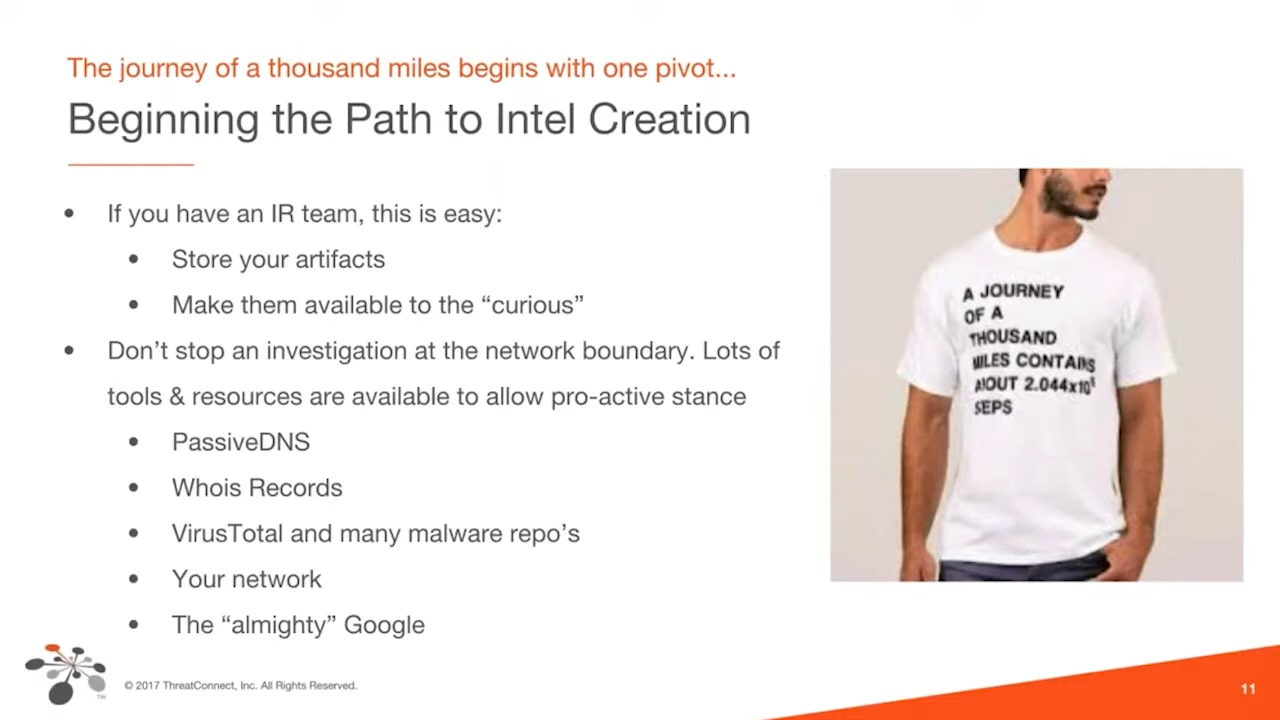 The journey of a thousand miles begins with one pivot...
Beginning the Path to Intel Creation
• If you have an IR team, this is easy:
• Store your artifacts
• Make them available to the “curious”
• Don’t stop an investigation at the network boundary. Lots of
tools & resources are available to allow pro-active stance
• PassiveDNS
• Whois Records
• VirusTotal and many malware repo’s
• Your network
• The “almighty” Google
A JOURNEY
OF A
THOUSAND
MILES CONTAINS
ABOUT 2.044x10⁶
SEPS
TM
© 2017 ThreatConnect, Inc. All Rights Reserved.
11